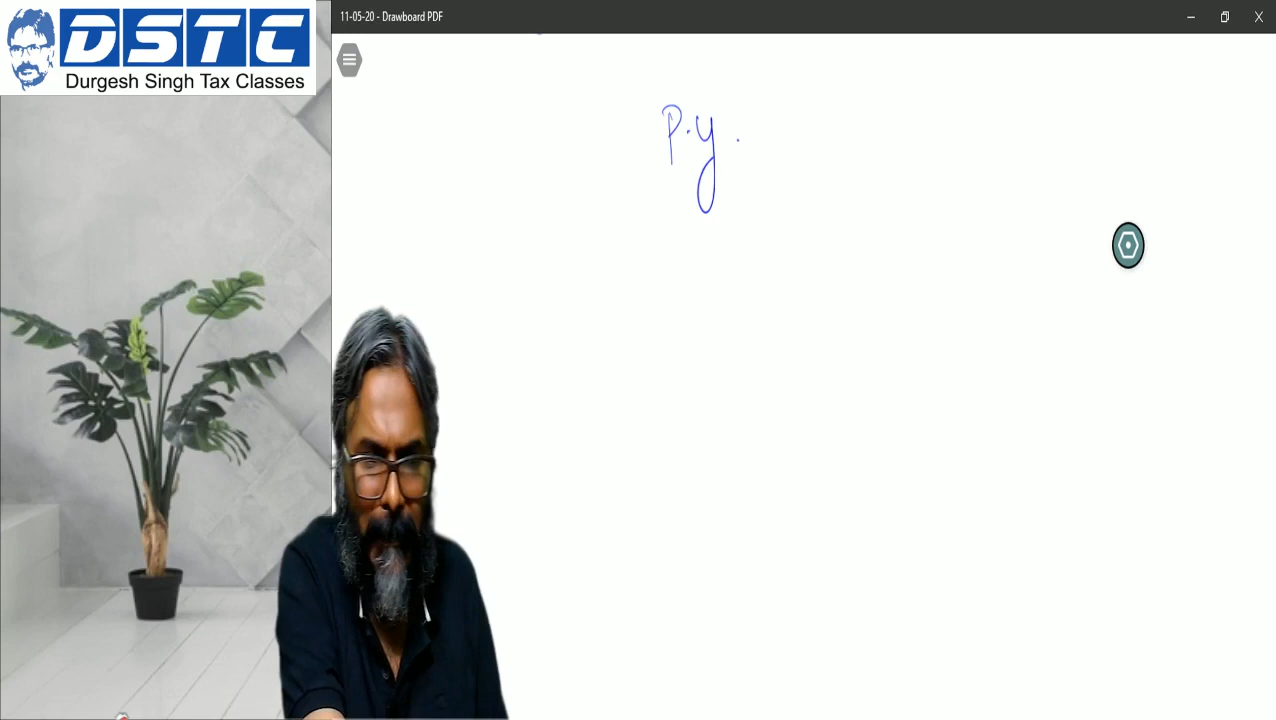 DSTC
Durgesh Singh Tax Classes
11-05-20 - Drawboard PDF
P.y.